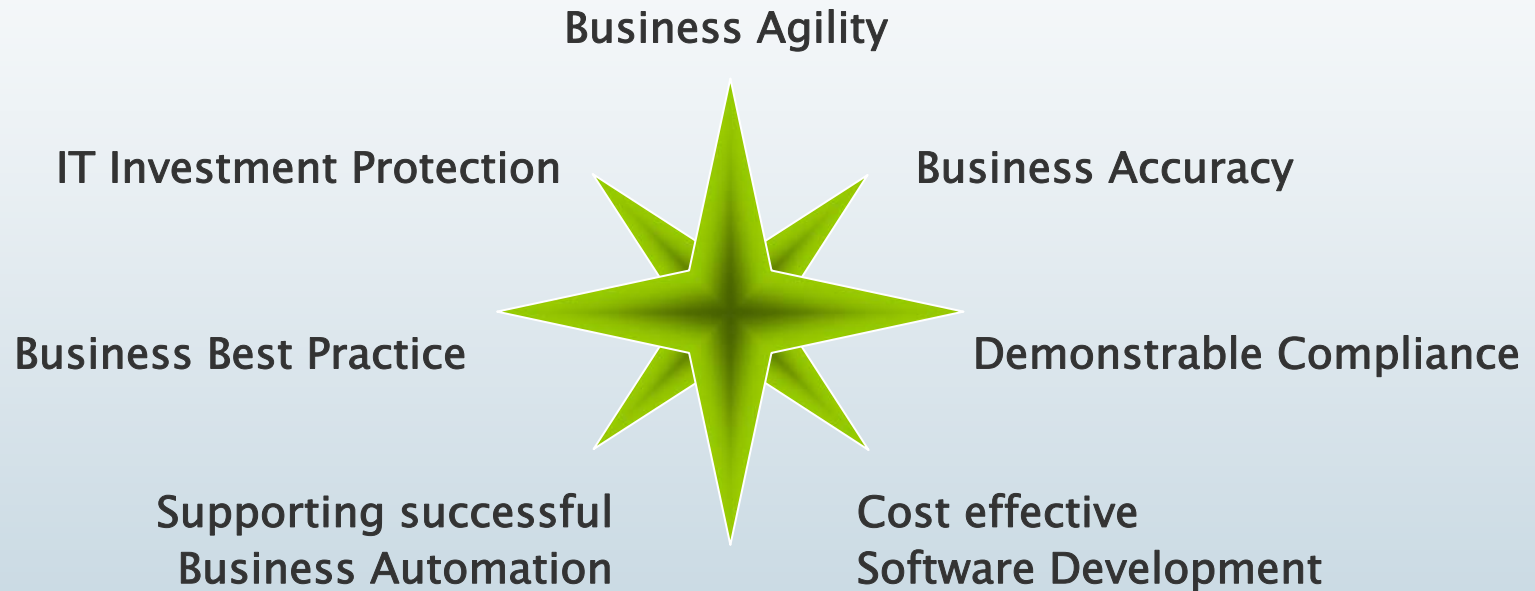 Business Agility
IT Investment Protection
Business Accuracy
Business Best Practice
Demonstrable Compliance
Supporting successful
Business Automation
Cost effective
Software Development